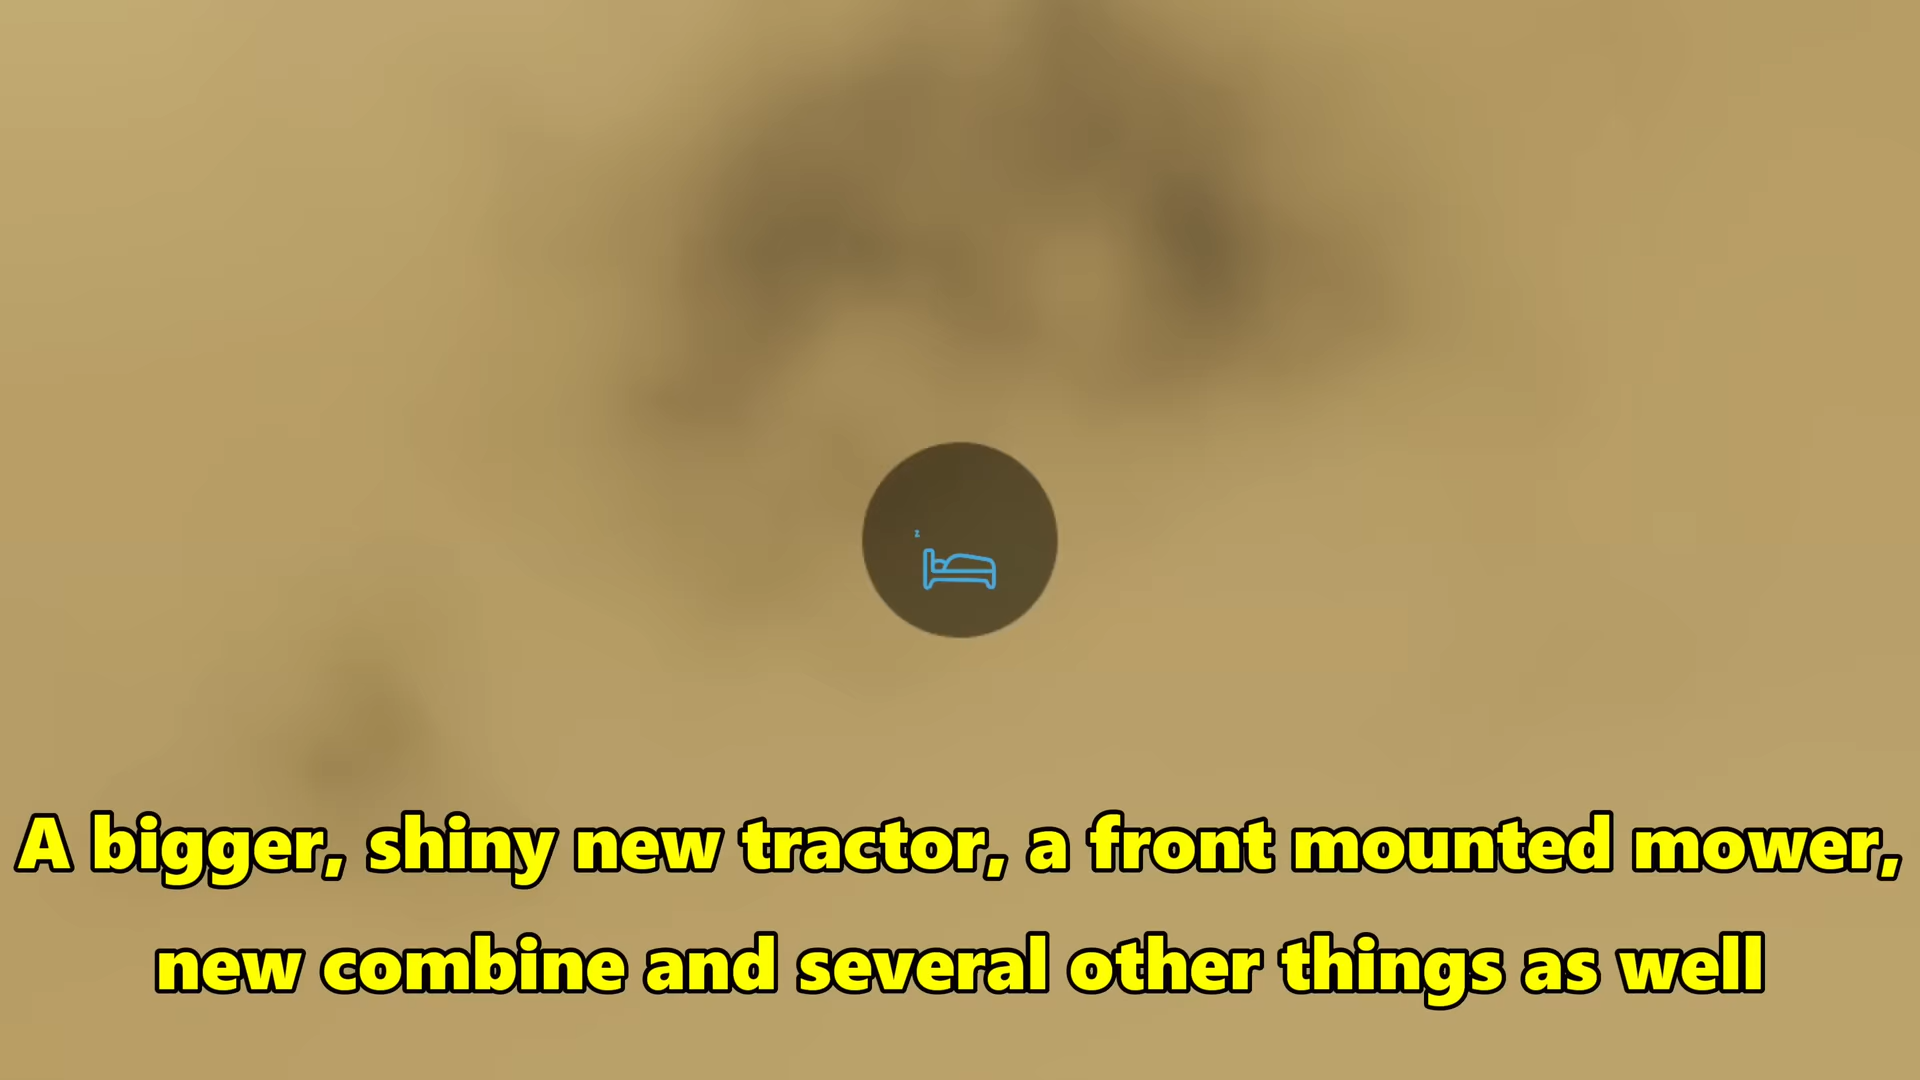 z
A bigger, shiny new tractor, a front mounted mower,
new combine and several other things as well